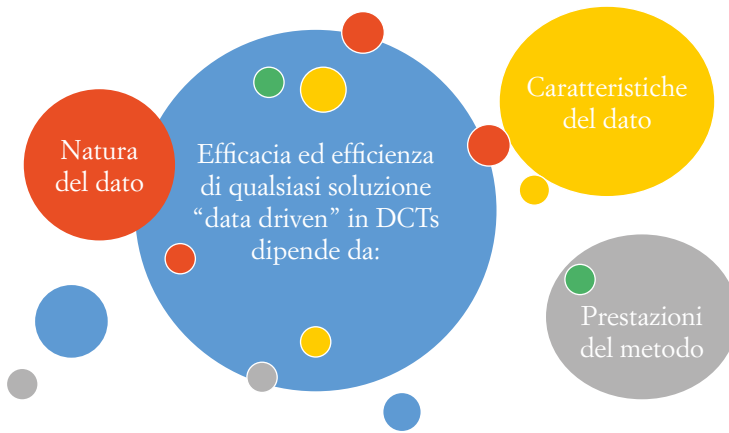 Natura
del dato
Efficacia ed efficienza
di qualsiasi soluzione
“data driven” in DCTs
dipende da:
Caratteristiche
del dato
Prestazioni
del metodo